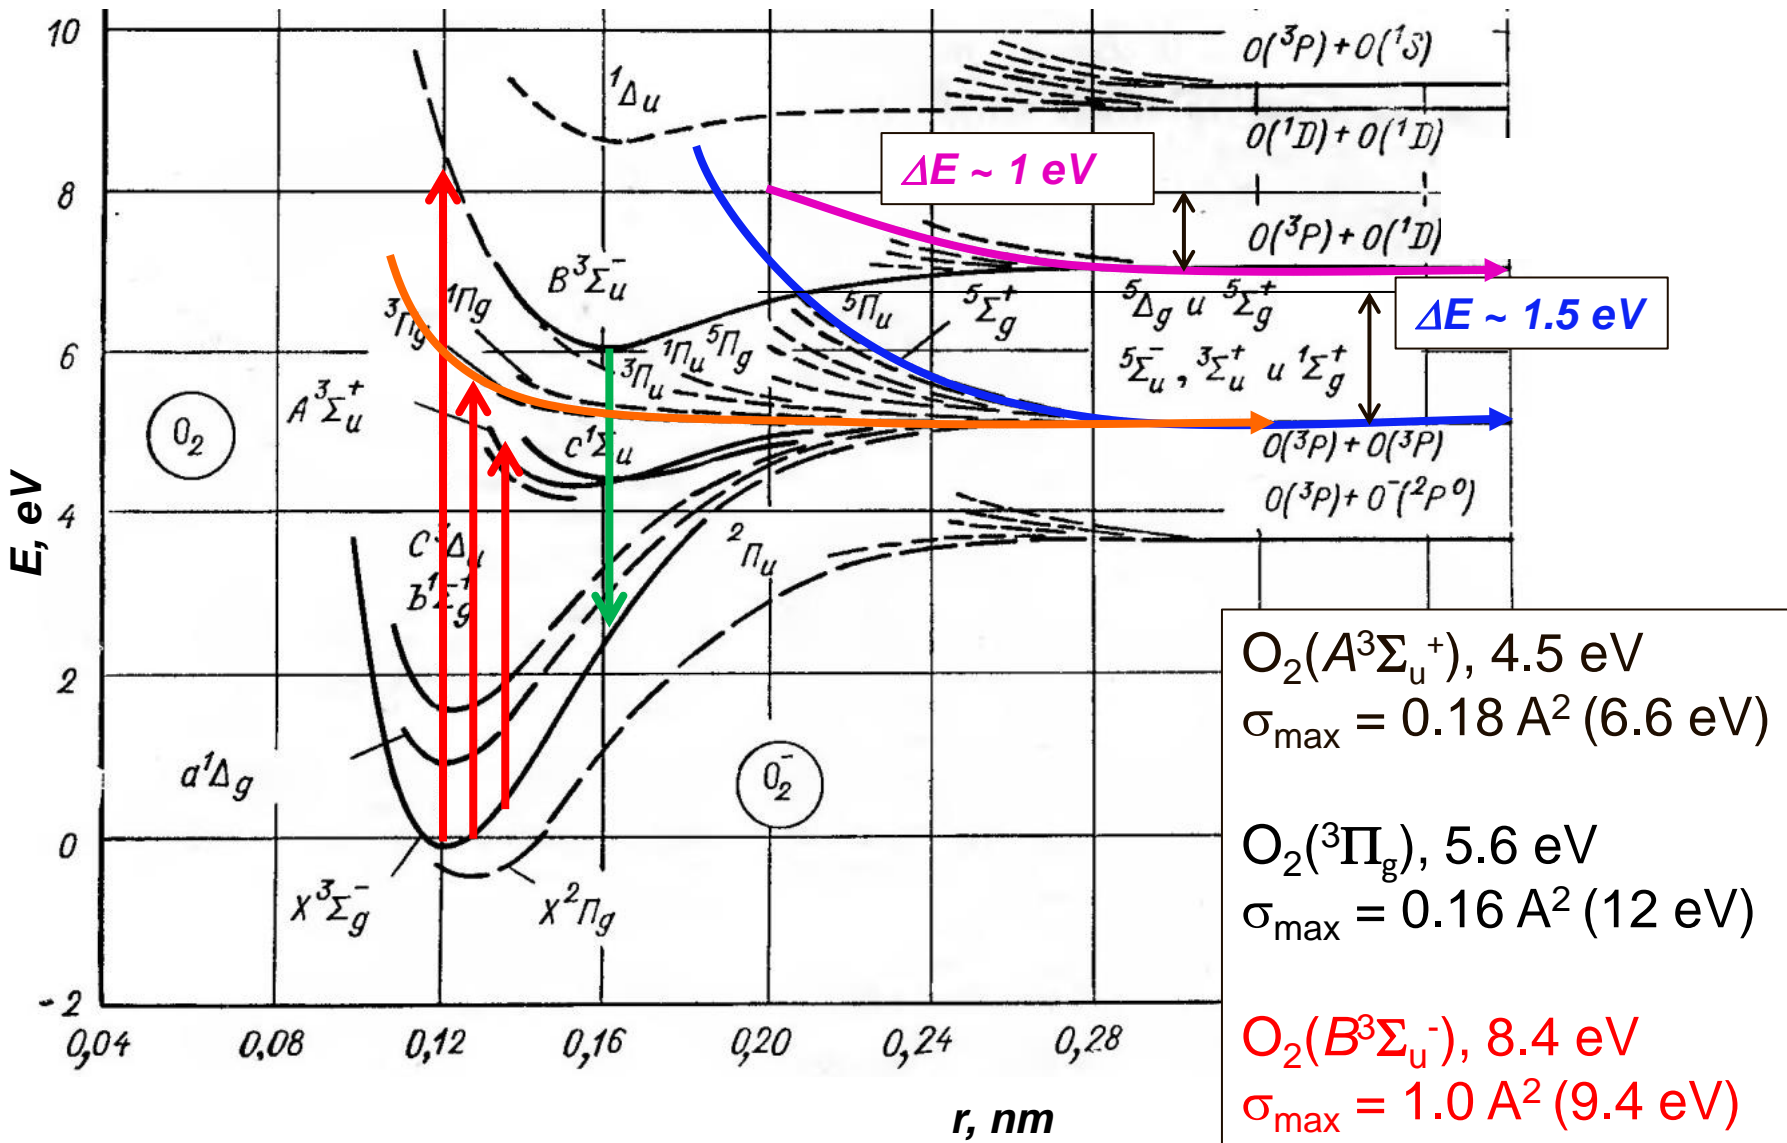 10
8
6
4
2
0
-2
E, eV
0,04
0,08
0,12
0,16
0,20
0,24
0,28
r, nm
O(³P)+O(¹S)
¹Δu
O(¹D)+O(¹D)
ΔE ~ 1 eV
O(³P)+O(¹D)
B³Σu⁻
⁵Πu
⁵Σg⁺
⁵Δg u ⁵Σg⁺
ΔE ~ 1.5 eV
³Πg
¹Πg
¹Πu
⁵Πg
³Πu
⁵Σu⁻, ³Σu⁺ u ¹Σg⁺
A³Σu⁺
O₂
c¹Σu
O(³P)+O(³P)
O(³P)+O⁻(²P⁰)
C³Δu
b¹Σg⁺
²Πu
a¹Δg
O₂⁻
X³Σg⁻
X²Πg
O₂(A³Σu⁺), 4.5 eV
σmax = 0.18 A² (6.6 eV)
O₂(³Πg), 5.6 eV
σmax = 0.16 A² (12 eV)
O₂(B³Σu⁻), 8.4 eV
σmax = 1.0 A² (9.4 eV)